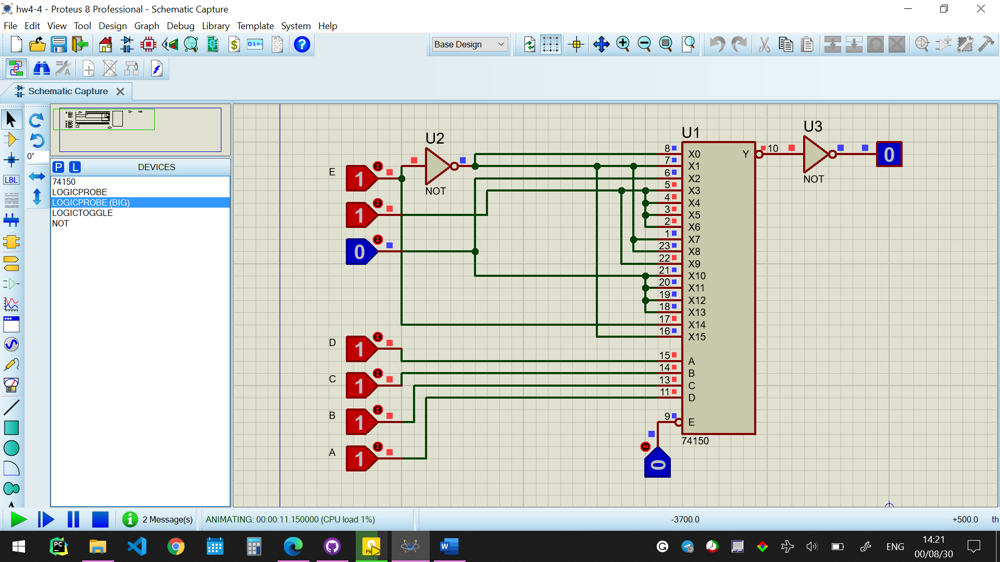 hw4-4 - Proteus 8 Professional - Schematic Capture
File Edit View Tool Design Graph Debug Library Template System Help
Base Design
Schematic Capture
0°
P L DEVICES
74150
LOGICPROBE
LOGICPROBE (BIG)
LOGICTOGGLE
NOT
LBL
U2
NOT
E 1
1
0
D 1
C 1
B 1
A 1
U1
8 X0
7 X1
6 X2
5 X3
4 X4
3 X5
2 X6
1 X7
23 X8
22 X9
21 X10
20 X11
19 X12
18 X13
17 X14
16 X15
15 A
14 B
13 C
11 D
9 E
Y 10
74150
0
U3
NOT
0
2 Message(s)
ANIMATING: 00:00:11.150000 (CPU load 1%)
-3700.0
+500.0
th
ENG
14:21
00/08/30